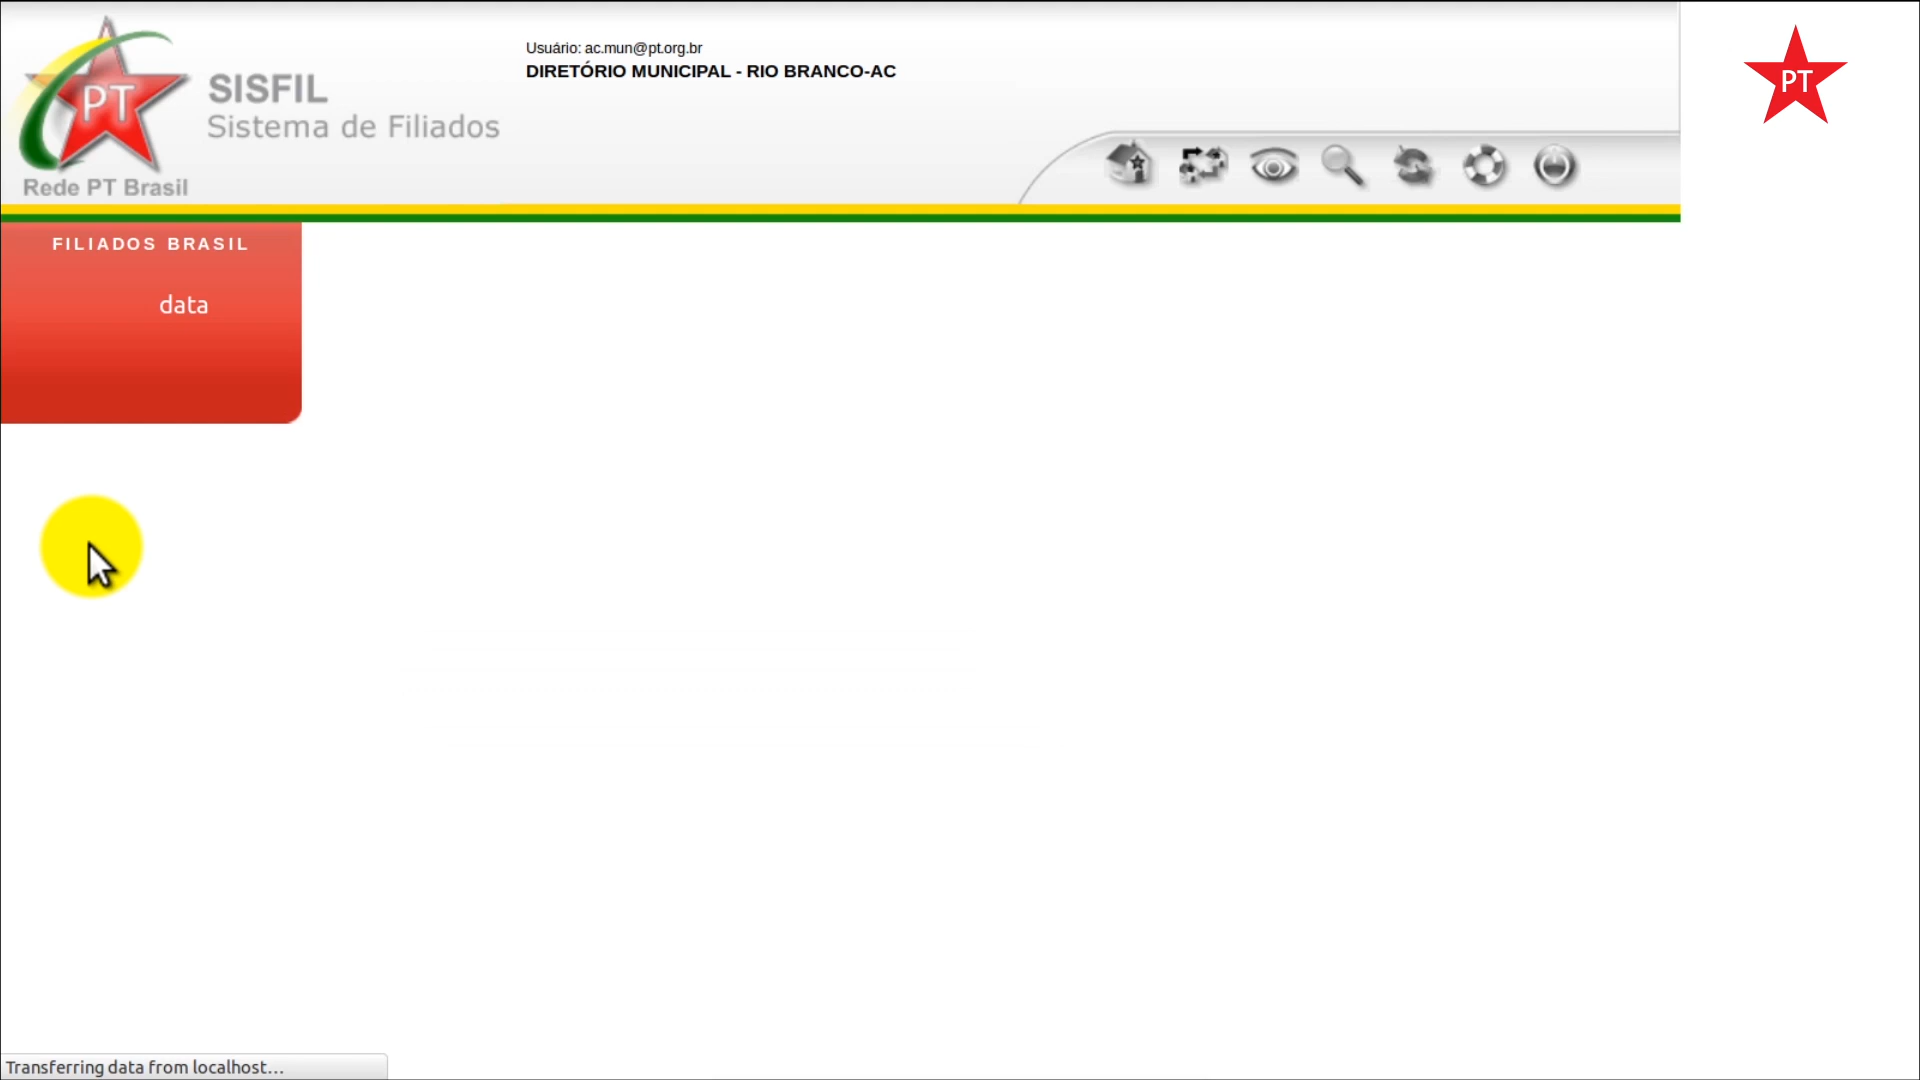 PT
SISFIL
Sistema de Filiados
Rede PT Brasil
Usuário: ac.mun@pt.org.br
DIRETÓRIO MUNICIPAL - RIO BRANCO-AC
PT
FILIADOS BRASIL
data
Transferring data from localhost...